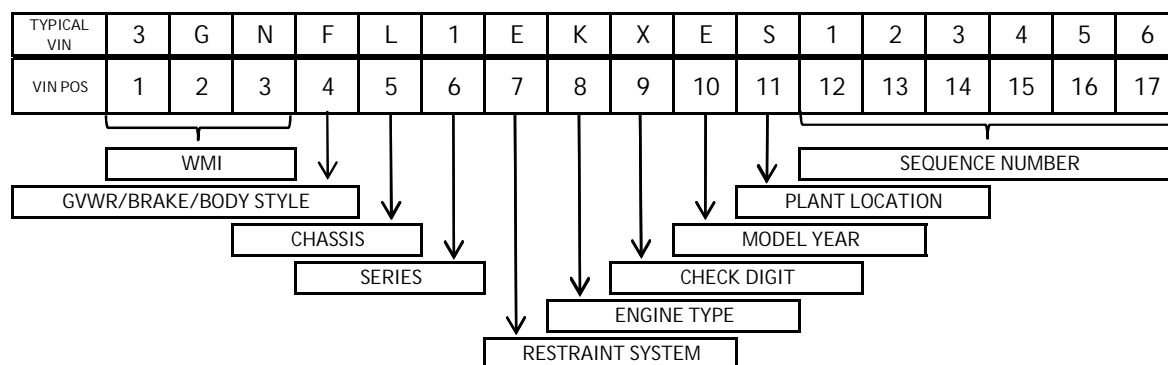 TYPICAL VIN 3 G N F L 1 E K X E S 1 2 3 4 5 6
VIN POS 1 2 3 4 5 6 7 8 9 10 11 12 13 14 15 16 17
WMI SEQUENCE NUMBER
GVWR/BRAKE/BODY STYLE PLANT LOCATION
CHASSIS MODEL YEAR
SERIES CHECK DIGIT
ENGINE TYPE
RESTRAINT SYSTEM